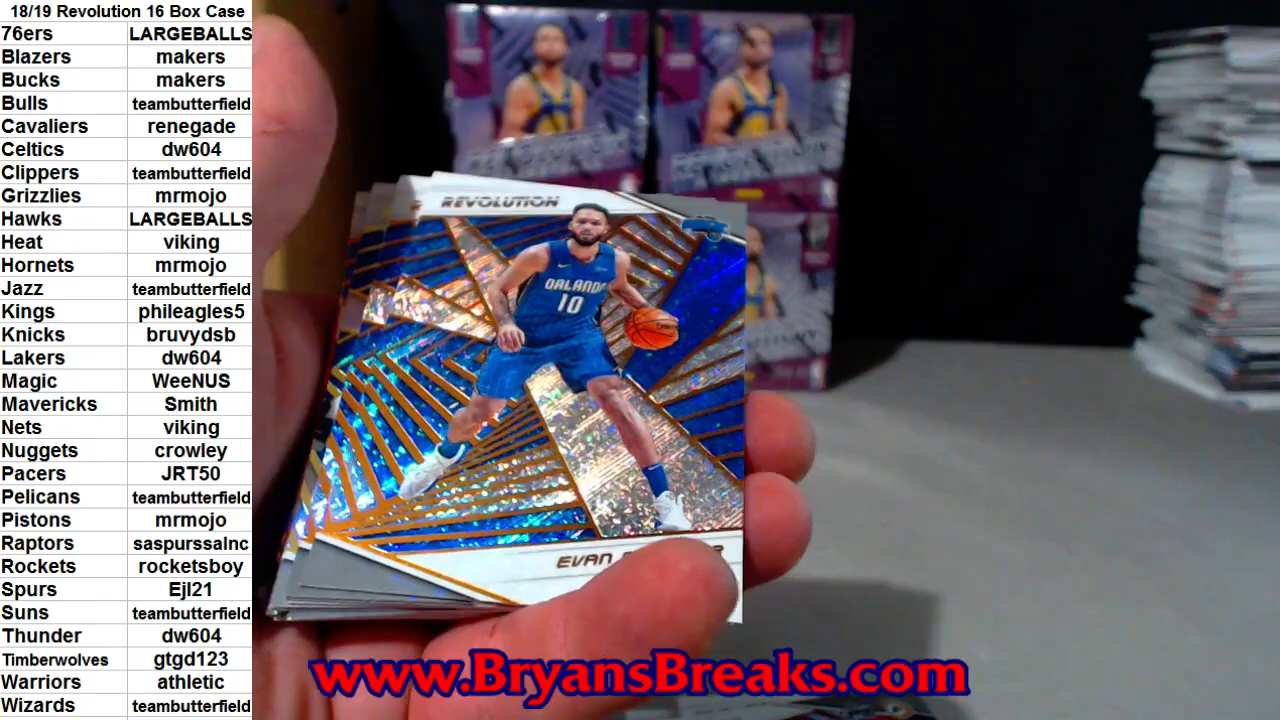 18/19 Revolution 16 Box Case
76ers LARGEBALLS
Blazers makers
Bucks makers
Bulls teambutterfield
Cavaliers renegade
Celtics dw604
Clippers teambutterfield
Grizzlies mrmojo
Hawks LARGEBALLS
Heat viking
Hornets mrmojo
Jazz teambutterfield
Kings phileagles5
Knicks bruvydsb
Lakers dw604
Magic WeeNUS
Mavericks Smith
Nets viking
Nuggets crowley
Pacers JRT50
Pelicans teambutterfield
Pistons mrmojo
Raptors saspurssalnc
Rockets rocketsboy
Spurs Ejl21
Suns teambutterfield
Thunder dw604
Timberwolves gtgd123
Warriors athletic
Wizards teambutterfield
REVOLUTION
REVOLUTION
REVOLUTION
ORLANDO
10
EVAN
www.BryansBreaks.com